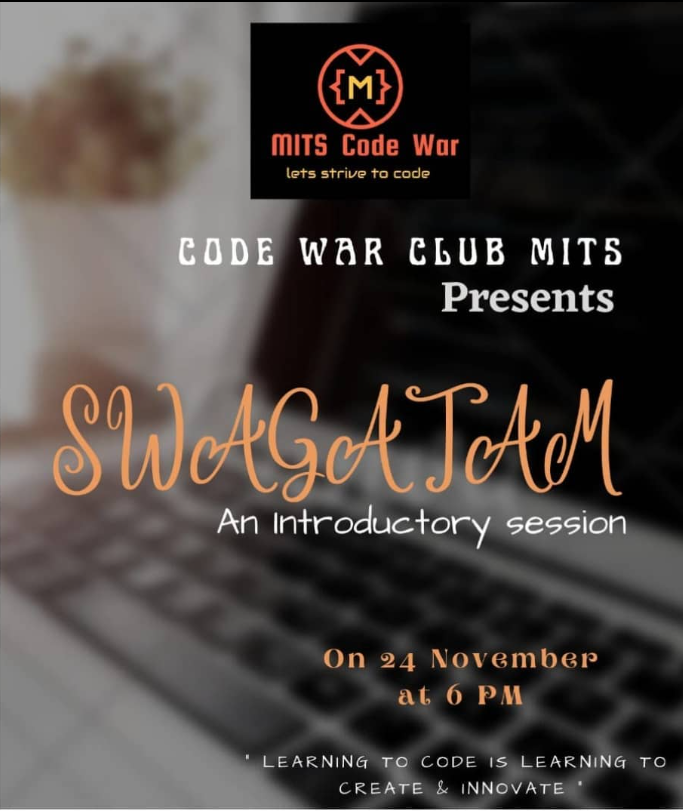 {M}
MITS Code War
lets strive to code
CODE WAR CLUB MITS
Presents
SWAGATAM
An Introductory session
On 24 November
at 6 PM
" LEARNING TO CODE IS LEARNING TO
CREATE & INNOVATE "